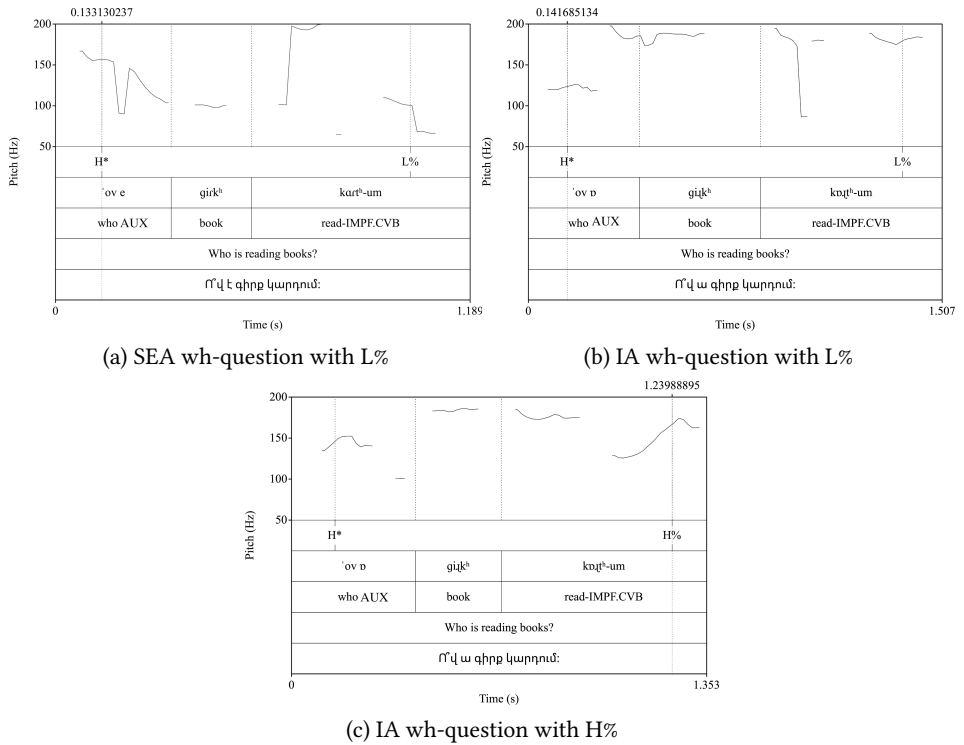 0.133130237
200
150
100
50
Pitch (Hz)
H* L%
ˈov e ɡiɾkʰ kɑɾtʰ-um
who AUX book read-IMPF.CVB
Who is reading books?
Ո՞վ է գիրք կարդում:
0 1.189
Time (s)
(a) SEA wh-question with L%
0.141685134
200
150
100
50
Pitch (Hz)
H* L%
ˈov ɒ ɡiɻkʰ kɒɻtʰ-um
who AUX book read-IMPF.CVB
Who is reading books?
Ո՞վ ա գիրք կարդում:
0 1.507
Time (s)
(b) IA wh-question with L%
1.23988895
200
150
100
50
Pitch (Hz)
H* H%
ˈov ɒ ɡiɻkʰ kɒɻtʰ-um
who AUX book read-IMPF.CVB
Who is reading books?
Ո՞վ ա գիրք կարդում:
0 1.353
Time (s)
(c) IA wh-question with H%